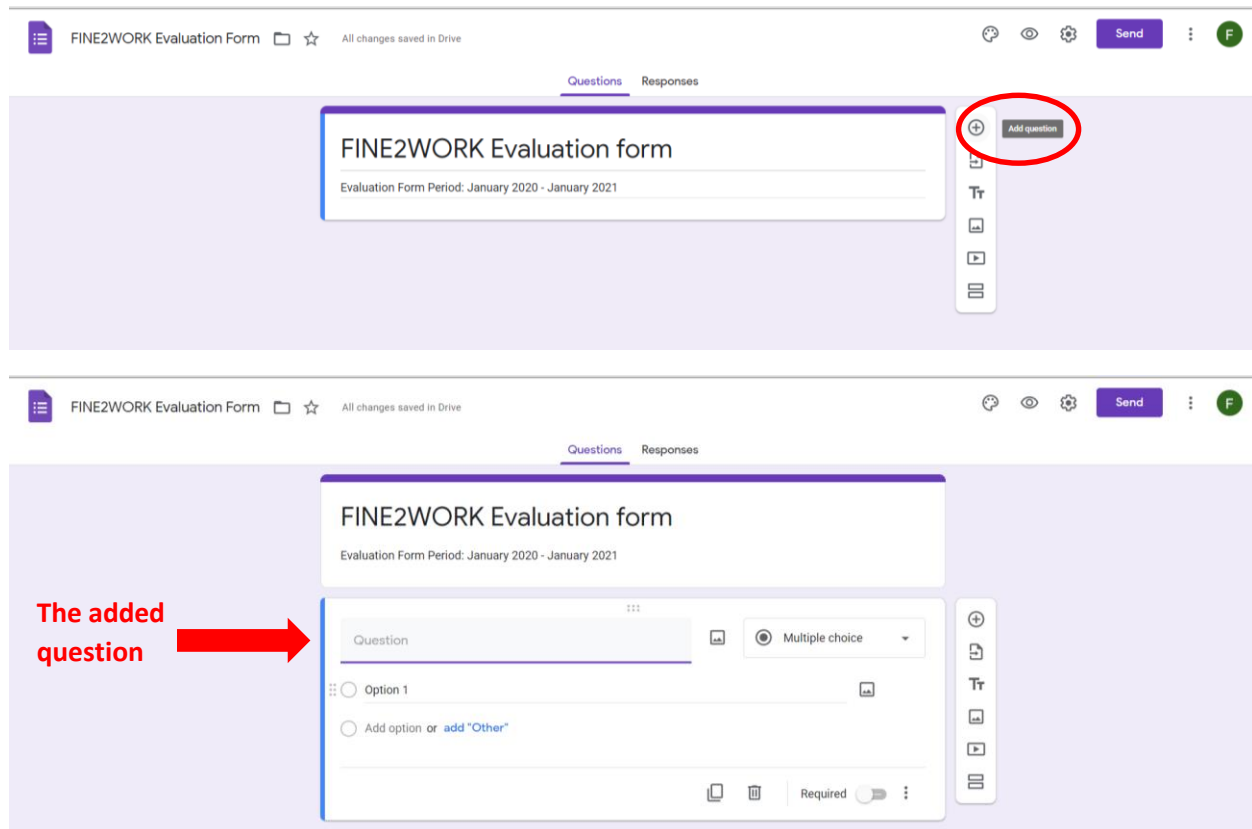 FINE2WORK Evaluation Form All changes saved in Drive Send F
Questions Responses
FINE2WORK Evaluation form
Add question
Evaluation Form Period: January 2020 - January 2021
Tт
FINE2WORK Evaluation Form All changes saved in Drive Send F
Questions Responses
FINE2WORK Evaluation form
Evaluation Form Period: January 2020 - January 2021
The added
question
Question Multiple choice
Option 1
Tт
Add option or add "Other"
Required